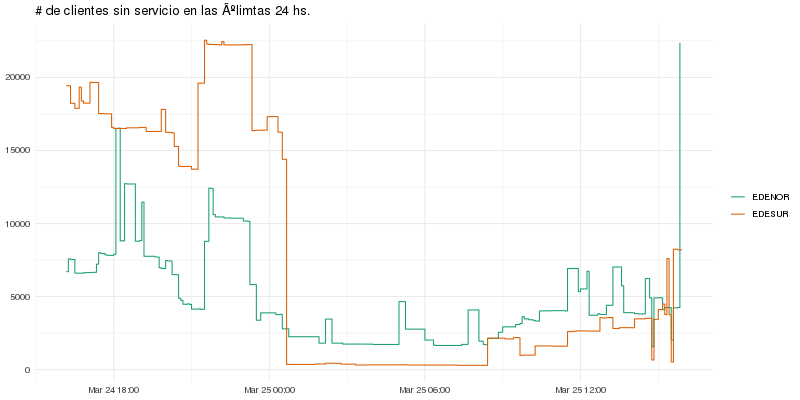 # de clientes sin servicio en las Ãºlimtas 24 hs.
20000
15000
10000
5000
0
Mar 24 18:00
Mar 25 00:00
Mar 25 06:00
Mar 25 12:00
EDENOR
EDESUR